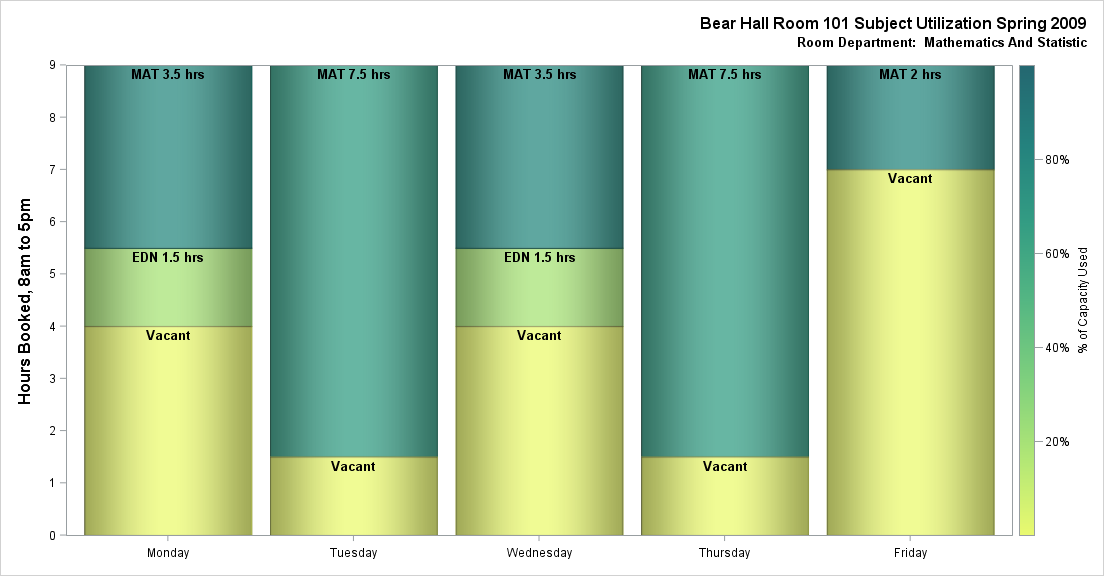 Bear Hall Room 101 Subject Utilization Spring 2009
Room Department:  Mathematics And Statistic
Hours Booked, 8am to 5pm
9
8
7
6
5
4
3
2
1
0
MAT 3.5 hrs
EDN 1.5 hrs
Vacant
MAT 7.5 hrs
Vacant
MAT 3.5 hrs
EDN 1.5 hrs
Vacant
MAT 7.5 hrs
Vacant
MAT 2 hrs
Vacant
Monday
Tuesday
Wednesday
Thursday
Friday
80%
60%
40%
20%
% of Capacity Used